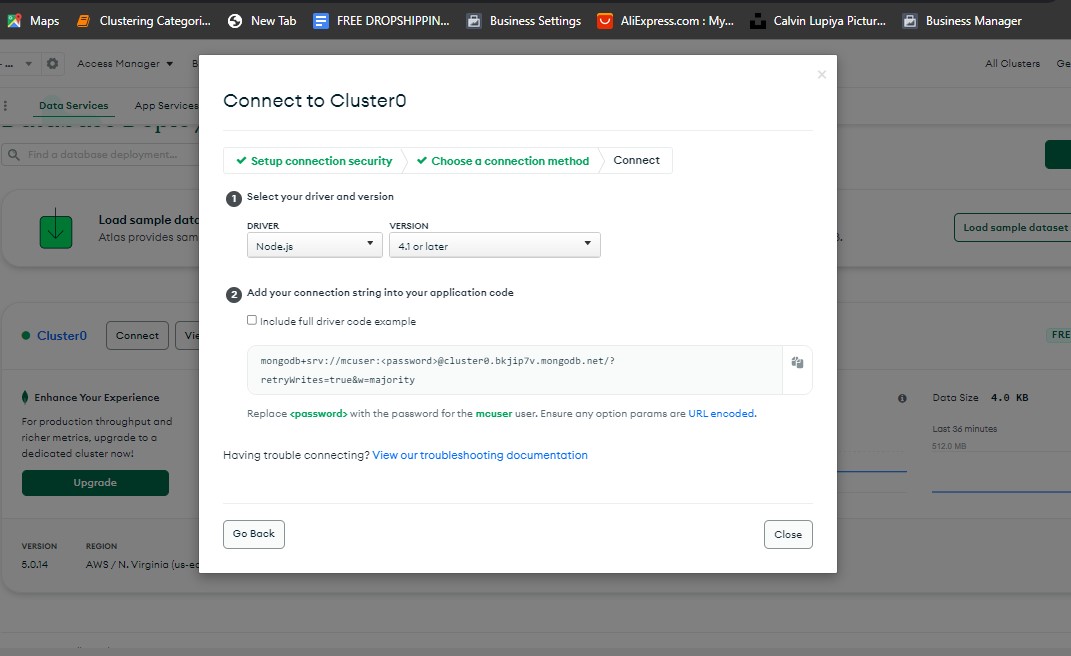 Maps
Clustering Categori...
New Tab
FREE DROPSHIPPIN...
Business Settings
AliExpress.com : My...
Calvin Lupiya Pictur...
Business Manager
- ...
Access Manager
B
All Clusters
Ge
Data Services
App Services
Find a database deployment...
Load sample data
Atlas provides sam
Load sample dataset
Cluster0
Connect
Vie
FRE
Enhance Your Experience
For production throughput and
richer metrics, upgrade to a
dedicated cluster now!
Upgrade
Data Size 4.0 KB
Last 36 minutes
512.0 MB
VERSION
5.0.14
REGION
AWS / N. Virginia (us-ea
Connect to Cluster0
Setup connection security
Choose a connection method
Connect
1 Select your driver and version
DRIVER
VERSION
Node.js
4.1 or later
2 Add your connection string into your application code
Include full driver code example
mongodb+srv://mcuser:<password>@cluster0.bkjip7v.mongodb.net/?
retryWrites=true&w=majority
Replace <password> with the password for the mcuser user. Ensure any option params are URL encoded.
Having trouble connecting? View our troubleshooting documentation
Go Back
Close